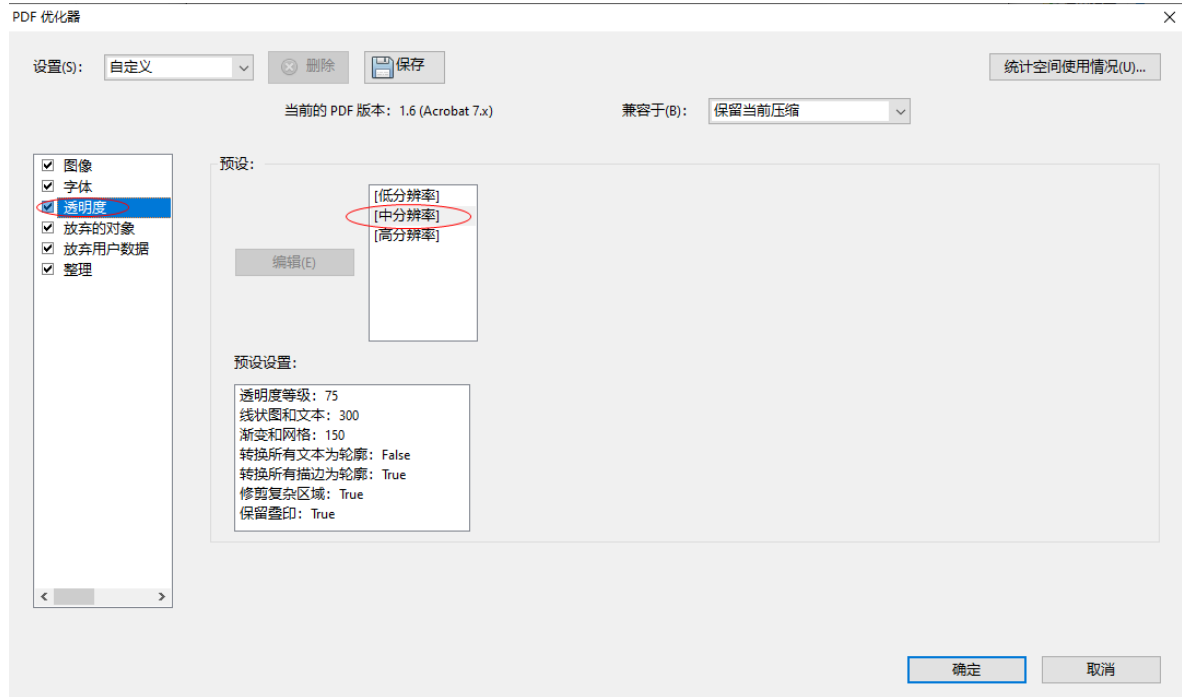 PDF 优化器
设置(S): 自定义 删除 保存 统计空间使用情况(U)...
当前的 PDF 版本: 1.6 (Acrobat 7.x) 兼容于(B): 保留当前压缩
图像
字体
透明度
放弃的对象
放弃用户数据
整理
预设:
[低分辨率]
[中分辨率]
[高分辨率]
编辑(E)
预设设置:
透明度等级: 75
线状图和文本: 300
渐变和网格: 150
转换所有文本为轮廓: False
转换所有描边为轮廓: True
修剪复杂区域: True
保留叠印: True
确定 取消